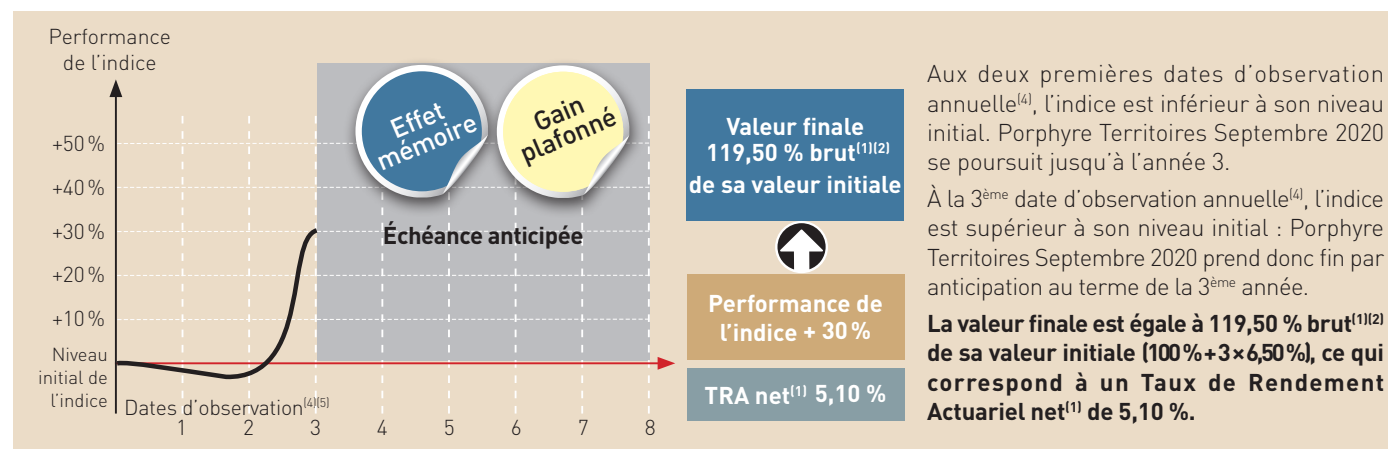 Performance
de l’indice
+50 %
+40 %
+30 %
+20 %
+10 %
Niveau
initial de
l’indice
Dates d’observation(4)(5)
1 2 3 4 5 6 7 8
Effet
mémoire
Gain
plafonné
Échéance anticipée
Valeur finale
119,50 % brut(1)(2)
de sa valeur initiale
Performance de
l’indice + 30 %
TRA net(1) 5,10 %
Aux deux premières dates d’observation
annuelle(4), l’indice est inférieur à son niveau
initial. Porphyre Territoires Septembre 2020
se poursuit jusqu’à l’année 3.
À la 3ème date d’observation annuelle(4), l’indice
est supérieur à son niveau initial : Porphyre
Territoires Septembre 2020 prend donc fin par
anticipation au terme de la 3ème année.
La valeur finale est égale à 119,50 % brut(1)(2)
de sa valeur initiale (100 % + 3 × 6,50 %), ce qui
correspond à un Taux de Rendement
Actuariel net(1) de 5,10 %.